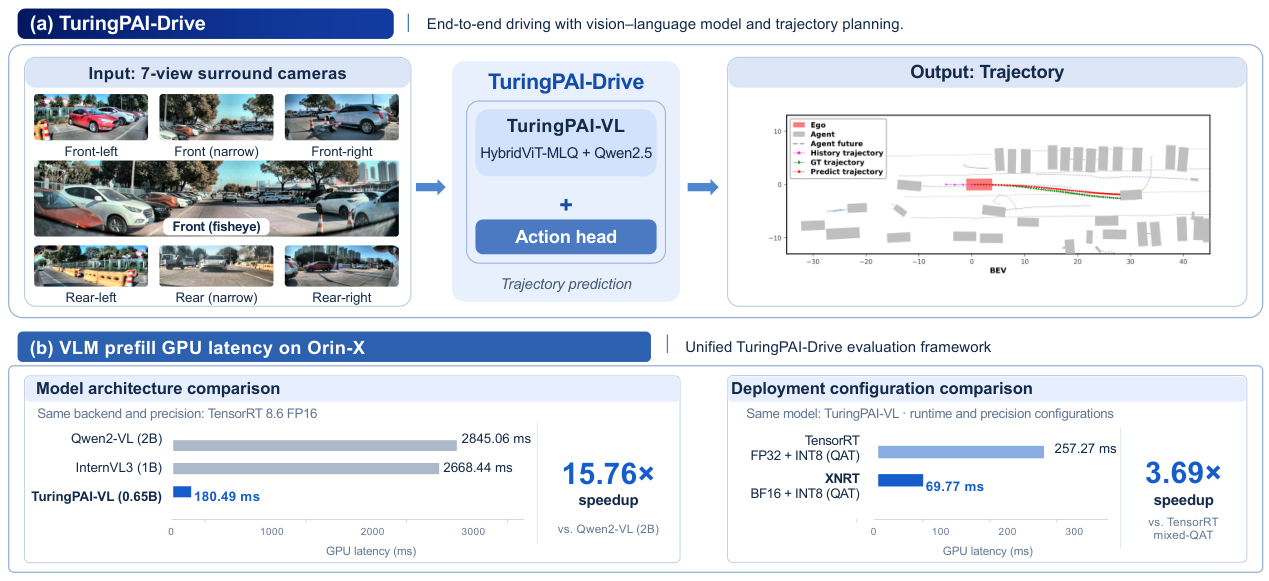 (a) TuringPAI-Drive
End-to-end driving with vision–language model and trajectory planning.
Input: 7-view surround cameras
Front-left
Front (narrow)
Front-right
Front (fisheye)
Rear-left
Rear (narrow)
Rear-right
TuringPAI-Drive
TuringPAI-VL
HybridViT-MLQ + Qwen2.5
+
Action head
Trajectory prediction
Output: Trajectory
Ego
Agent
Agent future
History trajectory
GT trajectory
Predict trajectory
10
0
−10
−30 −20 −10 0 10 20 30 40
BEV
(b) VLM prefill GPU latency on Orin-X
Unified TuringPAI-Drive evaluation framework
Model architecture comparison
Same backend and precision: TensorRT 8.6 FP16
Qwen2-VL (2B) 2845.06 ms
InternVL3 (1B) 2668.44 ms
TuringPAI-VL (0.65B) 180.49 ms
0 1000 2000 3000
GPU latency (ms)
15.76×
speedup
vs. Qwen2-VL (2B)
Deployment configuration comparison
Same model: TuringPAI-VL · runtime and precision configurations
TensorRT
FP32 + INT8 (QAT)
257.27 ms
XNRT
BF16 + INT8 (QAT)
69.77 ms
0 100 200 300
GPU latency (ms)
3.69×
speedup
vs. TensorRT
mixed-QAT